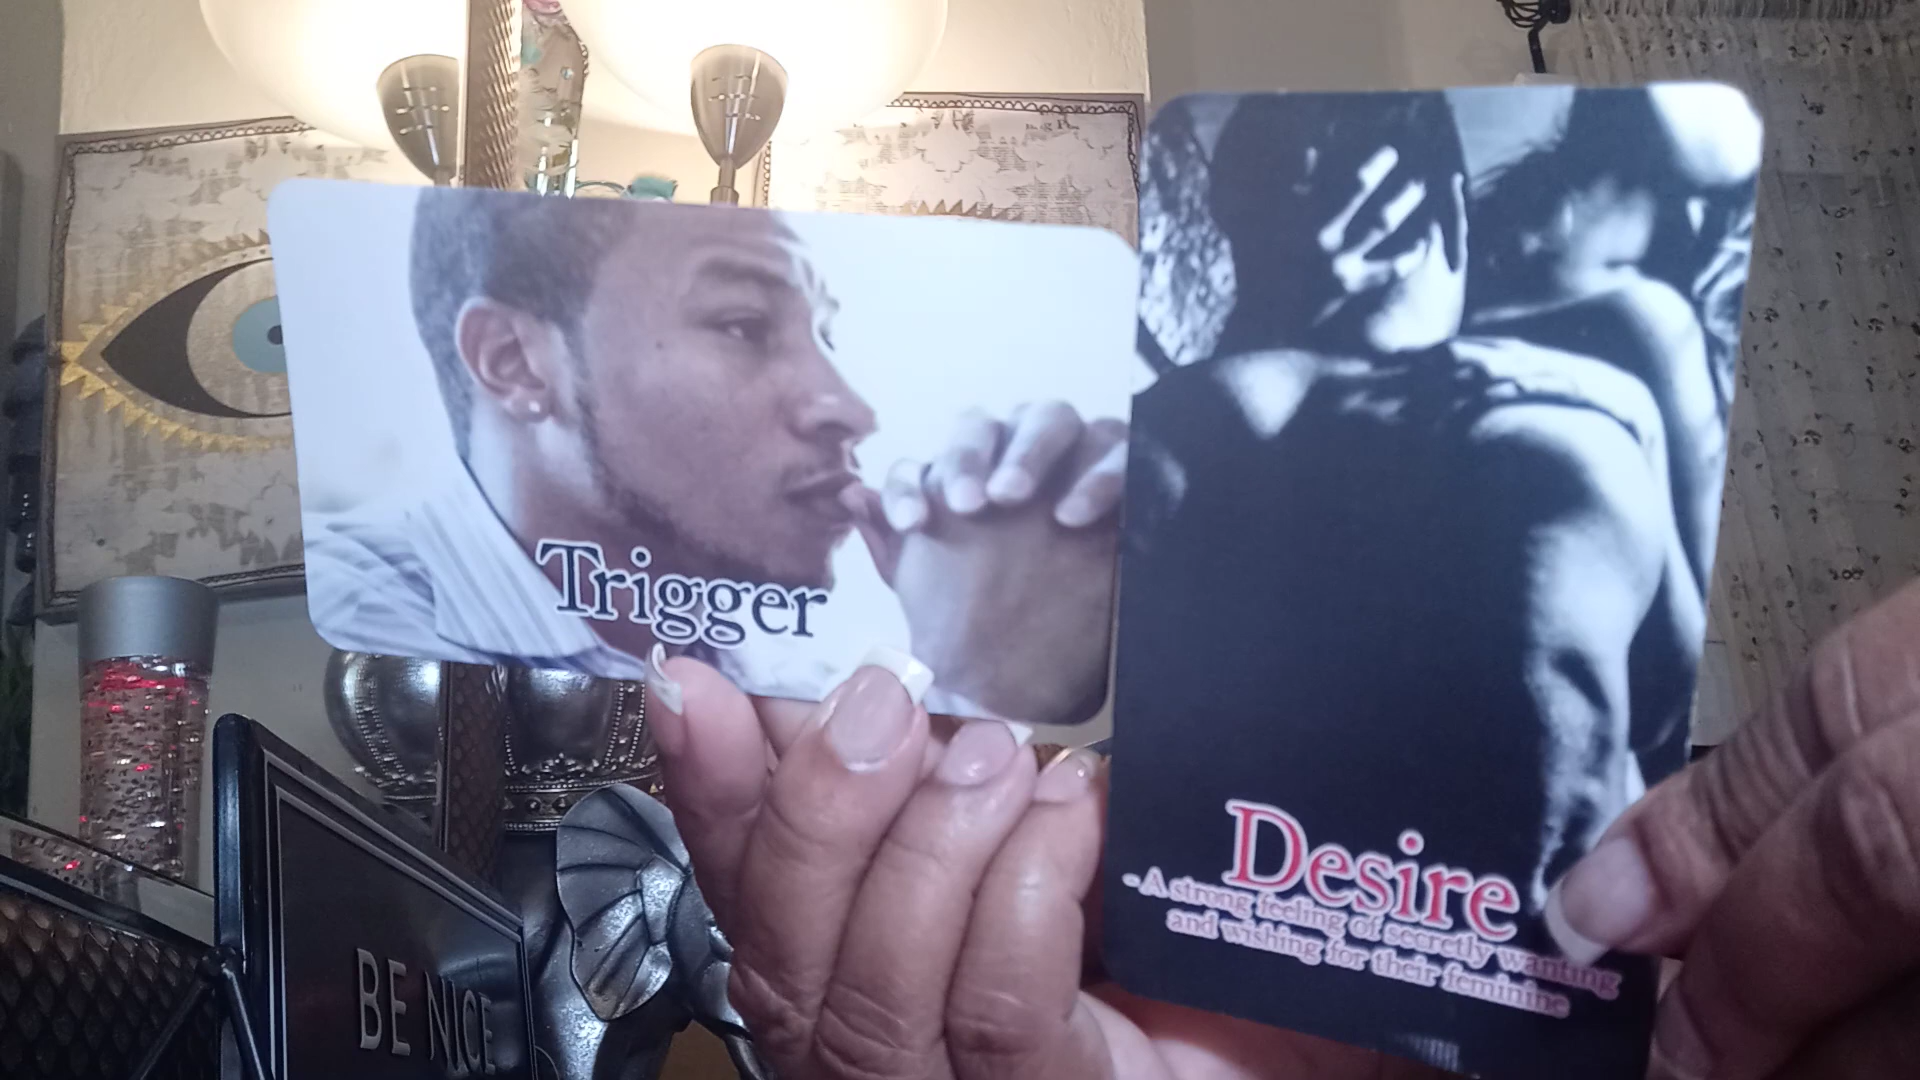 Trigger
Desire
-A strong feeling of secretly wanting
and wishing for their feminine
BE NICE